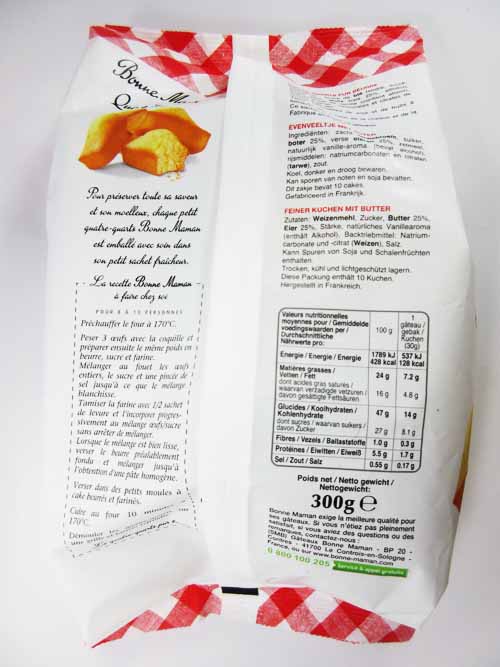 Bonne
Pour préserver toute sa saveur
et son moelleux, chaque petit
quatre-quarts Bonne Maman
est emballé avec soin dans
son petit sachet fraîcheur.
La recette Bonne Maman
à faire chez soi
POUR 8 À 10 PERSONNES
Préchauffer le four à 170°C.
Peser 3 œufs avec la coquille et
préparer ensuite le même poids en
beurre, sucre et farine.
Mélanger au fouet les œufs
entiers, le sucre et une pincée de
sel jusqu'à ce que le mélange
blanchisse.
Tamiser la farine avec 1/2 sachet
de levure et l'incorporer progres-
sivement au mélange œufs/sucre
sans arrêter de mélanger.
Lorsque le mélange est bien lisse,
verser le beurre préalablement
fondu et mélanger jusqu'à
l'obtention d'une pâte homogène.
Verser dans des petits moules à
cake beurrés et farinés.
Cuire au four 10
170°C.
EVENVEELTJE
Ingrediënten:
boter 25%, verse 25%, suiker,
natuurlijk vanille-aroma (bevat alcohol),
rijsmiddelen: natriumcarbonaten en citraten
(tarwe), zout.
Koel, donker en droog bewaren.
Kan sporen van noten en soja bevatten.
Dit zakje bevat 10 cakes.
Gefabriceerd in Frankrijk.
FEINER KUCHEN MIT BUTTER
Zutaten: Weizenmehl, Zucker, Butter 25%,
Eier 25%, Stärke, natürliches Vanillearoma
(enthält Alkohol), Backtriebmittel: Natrium-
carbonate und -citrat (Weizen), Salz.
Kann Spuren von Soja und Schalenfrüchten
enthalten.
Trocken, kühl und lichtgeschützt lagern.
Diese Packung enthält 10 Kuchen.
Hergestellt in Frankreich.
Valeurs nutritionnelles moyennes pour / Gemiddelde voedingswaarden per / Durchschnittliche Nährwerte pro: 100 g 1 gâteau / gebak / Kuchen (30g)
Energie / Energie / Energie 1789 kJ 428 kcal 537 kJ 128 kcal
Matières grasses / Vetten / Fett 24 g 7.2 g
dont acides gras saturés / waarvan verzadigde vetzuren / davon gesättigte Fettsäuren 16 g 4.8 g
Glucides / Koolhydraten / Kohlenhydrate 47 g 14 g
dont sucres / waarvan suikers / davon Zucker 27 g 8.1 g
Fibres / Vezels / Ballaststoffe 1.0 g 0.3 g
Protéines / Eiwitten / Eiweiß 5.5 g 1.7 g
Sel / Zout / Salz 0.55 g 0.17 g
Poids net / Netto gewicht /
Nettogewicht:
300g ℮
Bonne Maman exige la meilleure qualité pour
ses gâteaux. Si vous n'étiez pas pleinement
satisfait, si vous aviez des questions ou des
remarques, contactez-nous :
(SMB) Gâteaux Bonne Maman - BP 20 -
Contres - 41700 Le Controis-en-Sologne -
France, ou sur www.bonne-maman.com
0 800 100 205 Service & appel gratuits